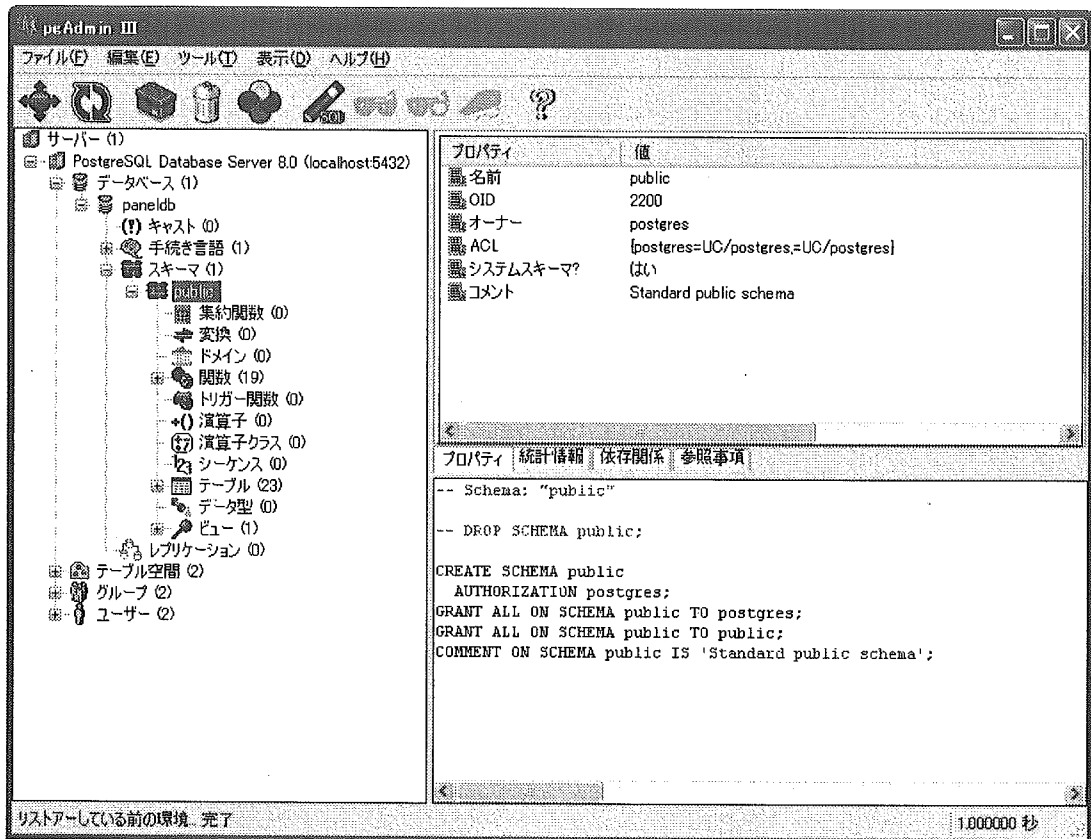 pgAdmin III
ファイル(F) 編集(E) ツール(T) 表示(D) ヘルプ(H)
SQL
サーバー (1)
PostgreSQL Database Server 8.0 (localhost:5432)
データベース (1)
paneldb
キャスト (0)
手続き言語 (1)
スキーマ (1)
public
集約関数 (0)
変換 (0)
ドメイン (0)
関数 (19)
トリガー関数 (0)
演算子 (0)
演算子クラス (0)
シーケンス (0)
テーブル (23)
データ型 (0)
ビュー (1)
レプリケーション (0)
テーブル空間 (2)
グループ (2)
ユーザー (2)
プロパティ 値
名前 public
OID 2200
オーナー postgres
ACL {postgres=UC/postgres,=UC/postgres}
システムスキーマ? はい
コメント Standard public schema
プロパティ 統計情報 依存関係 参照事項
-- Schema: "public"
-- DROP SCHEMA public;
CREATE SCHEMA public
AUTHORIZATION postgres;
GRANT ALL ON SCHEMA public TO postgres;
GRANT ALL ON SCHEMA public TO public;
COMMENT ON SCHEMA public IS 'Standard public schema';
リストアーしている前の環境... 完了
1.000000 秒